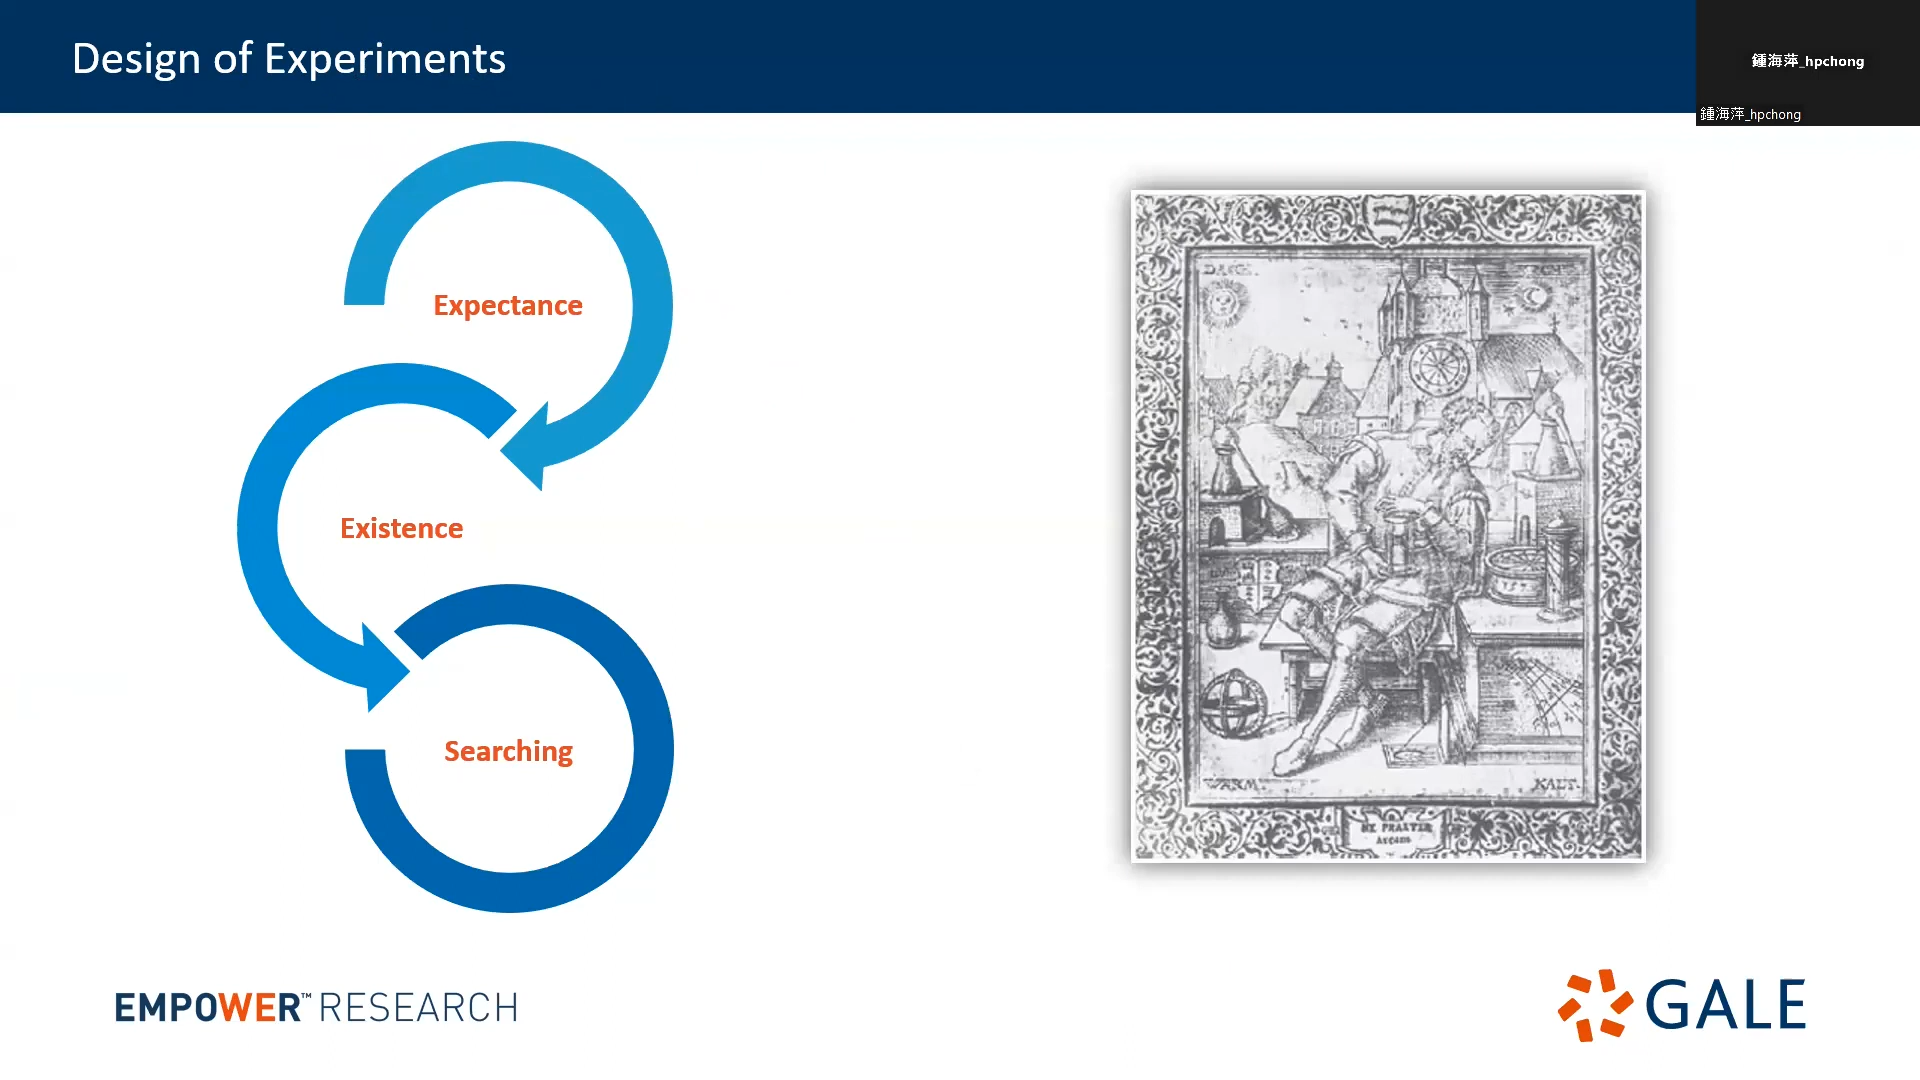 Design of Experiments
鍾海萍_hpchong
鍾海萍_hpchong
Expectance
Existence
Searching
WARM.
KALT.
EMPOWER™ RESEARCH
GALE